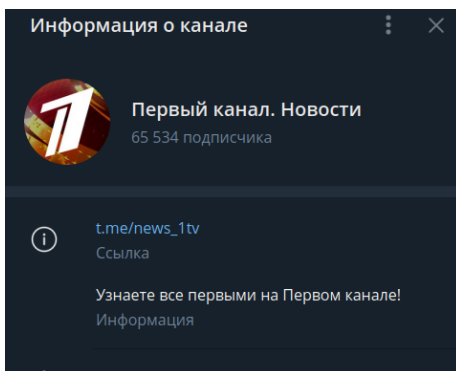 Информация о канале
Первый канал. Новости
65 534 подписчика
t.me/news_1tv
Ссылка
Узнаете все первыми на Первом канале!
Информация